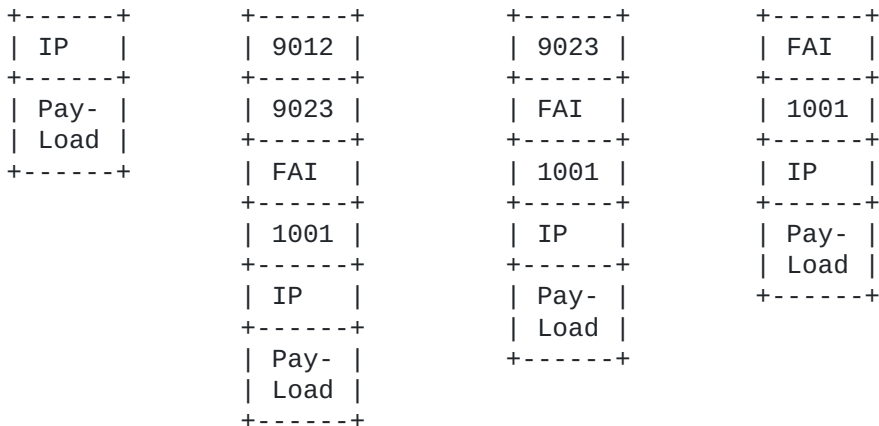 +------+      +------+        +------+       +------+
| IP   |      | 9012 |        | 9023 |       | FAI  |
+------+      +------+        +------+       +------+
| Pay- |      | 9023 |        | FAI  |       | 1001 |
| Load |      +------+        +------+       +------+
+------+      | FAI  |        | 1001 |       | IP   |
              +------+        +------+       +------+
              | 1001 |        | IP   |       | Pay- |
              +------+        +------+       | Load |
              | IP   |        | Pay- |       +------+
              +------+        | Load |
              | Pay- |        +------+
              | Load |
              +------+